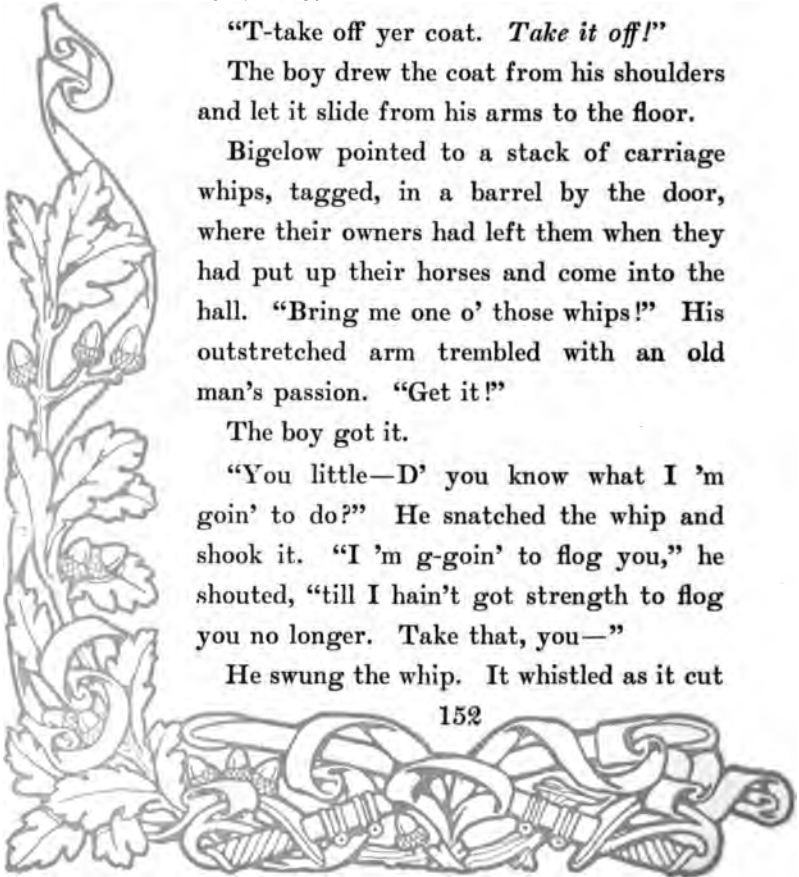 “T-take off yer coat. Take it off!”
The boy drew the coat from his shoulders
and let it slide from his arms to the floor.
Bigelow pointed to a stack of carriage
whips, tagged, in a barrel by the door,
where their owners had left them when they
had put up their horses and come into the
hall. “Bring me one o’ those whips!” His
outstretched arm trembled with an old
man’s passion. “Get it!”
The boy got it.
“You little—D’ you know what I ’m
goin’ to do?” He snatched the whip and
shook it. “I ’m g-goin’ to flog you,” he
shouted, “till I hain’t got strength to flog
you no longer. Take that, you—”
He swung the whip. It whistled as it cut
152